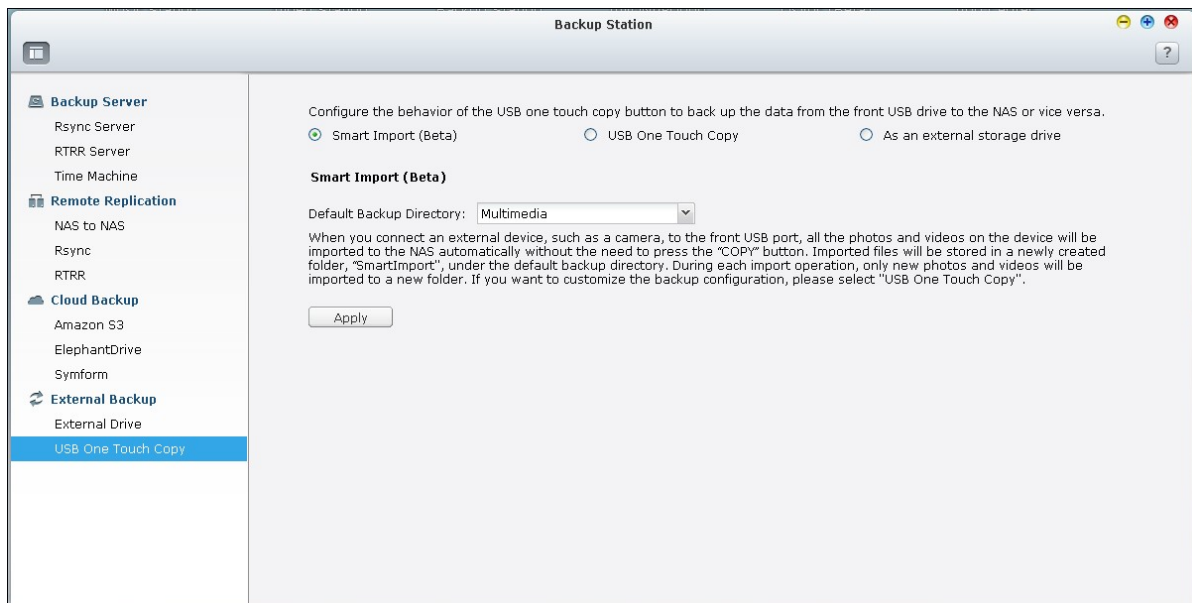 Backup Station
?
Backup Server
Rsync Server
RTRR Server
Time Machine
Remote Replication
NAS to NAS
Rsync
RTRR
Cloud Backup
Amazon S3
ElephantDrive
Symform
External Backup
External Drive
USB One Touch Copy
Configure the behavior of the USB one touch copy button to back up the data from the front USB drive to the NAS or vice versa.
Smart Import (Beta) USB One Touch Copy As an external storage drive
Smart Import (Beta)
Default Backup Directory: Multimedia
When you connect an external device, such as a camera, to the front USB port, all the photos and videos on the device will be
imported to the NAS automatically without the need to press the "COPY" button. Imported files will be stored in a newly created
folder, "SmartImport", under the default backup directory. During each import operation, only new photos and videos will be
imported to a new folder. If you want to customize the backup configuration, please select "USB One Touch Copy".
Apply